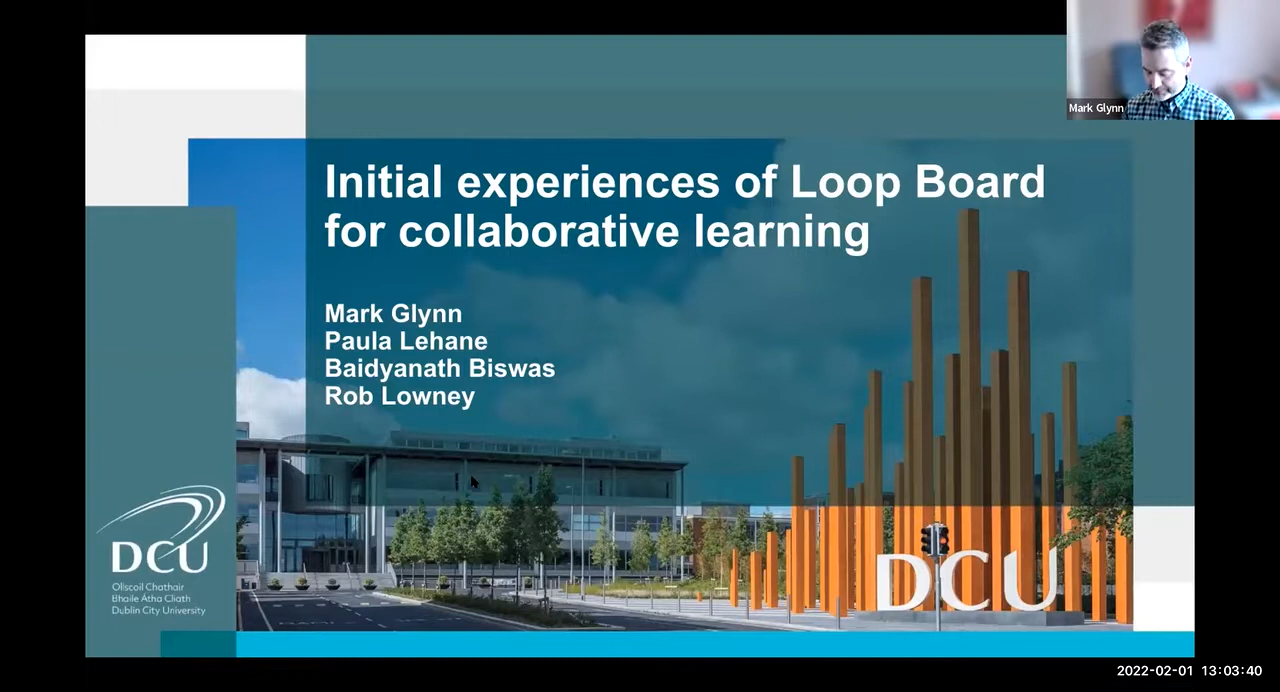 Mark Glynn
Initial experiences of Loop Board
for collaborative learning
Mark Glynn
Paula Lehane
Baidyanath Biswas
Rob Lowney
DCU
Ollscoil Chathair
Bhaile Átha Cliath
Dublin City University
DCU
2022-02-01 13:03:40